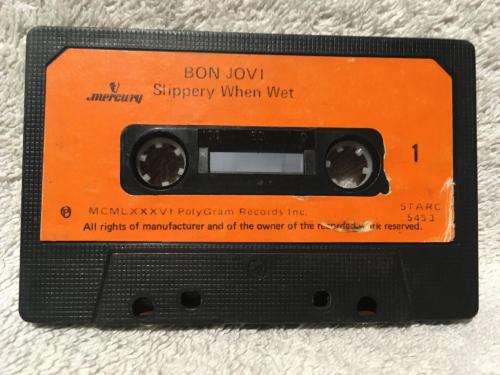 BON JOVI
mercury Slippery When Wet
1
℗ MCMLXXXVI PolyGram Records Inc.
STARC
5451
All rights of manufacturer and of the owner of the recorded work reserved.